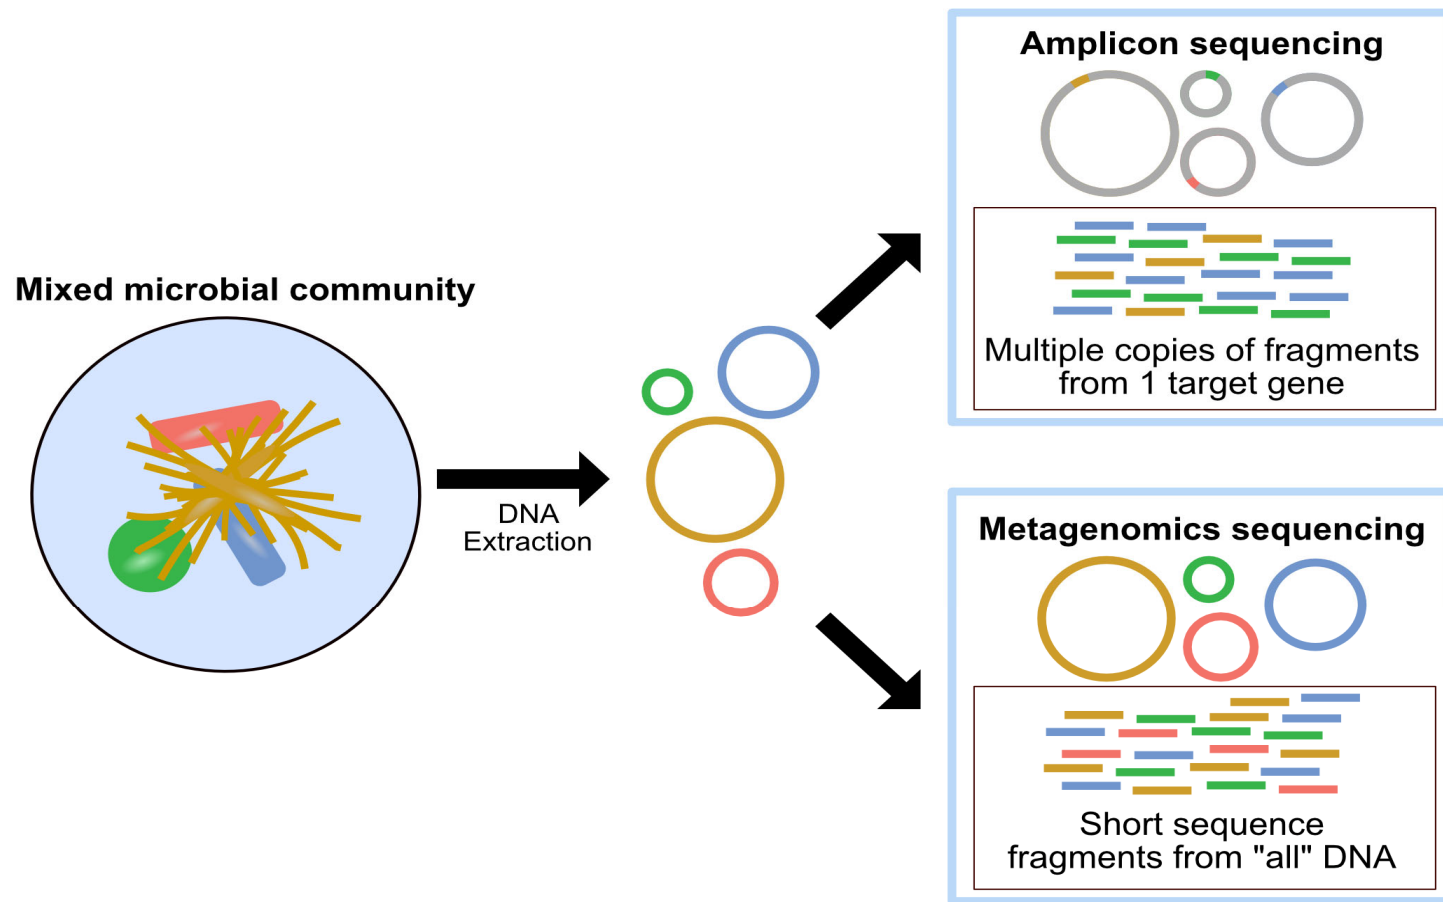 Mixed microbial community
DNA
Extraction
Amplicon sequencing
Multiple copies of fragments
from 1 target gene
Metagenomics sequencing
Short sequence
fragments from "all" DNA